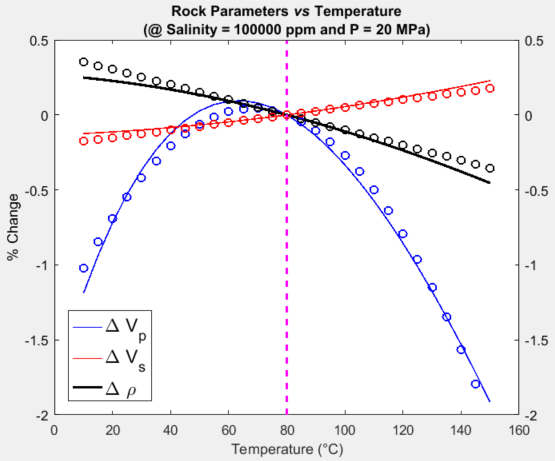 Rock Parameters vs Temperature
(@ Salinity = 100000 ppm and P = 20 MPa)
0.5
0
-0.5
-1
-1.5
-2
% Change
0.5
0
-0.5
-1
-1.5
-2
Δ Vp
Δ Vs
Δ ρ
0 20 40 60 80 100 120 140 160
Temperature (°C)